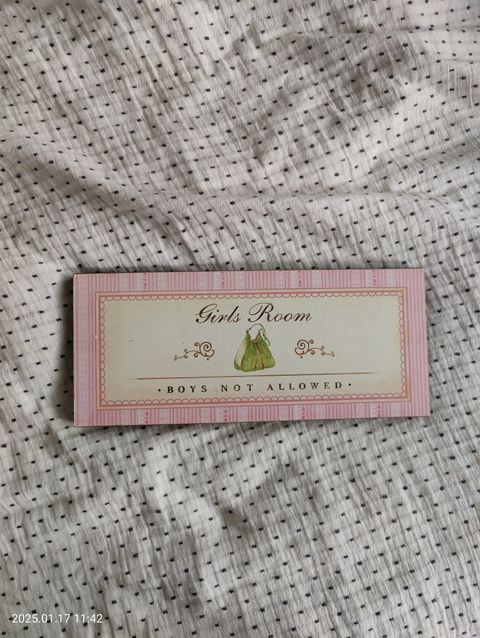 Girls Room
• BOYS NOT ALLOWED •
2025.01.17 11:42